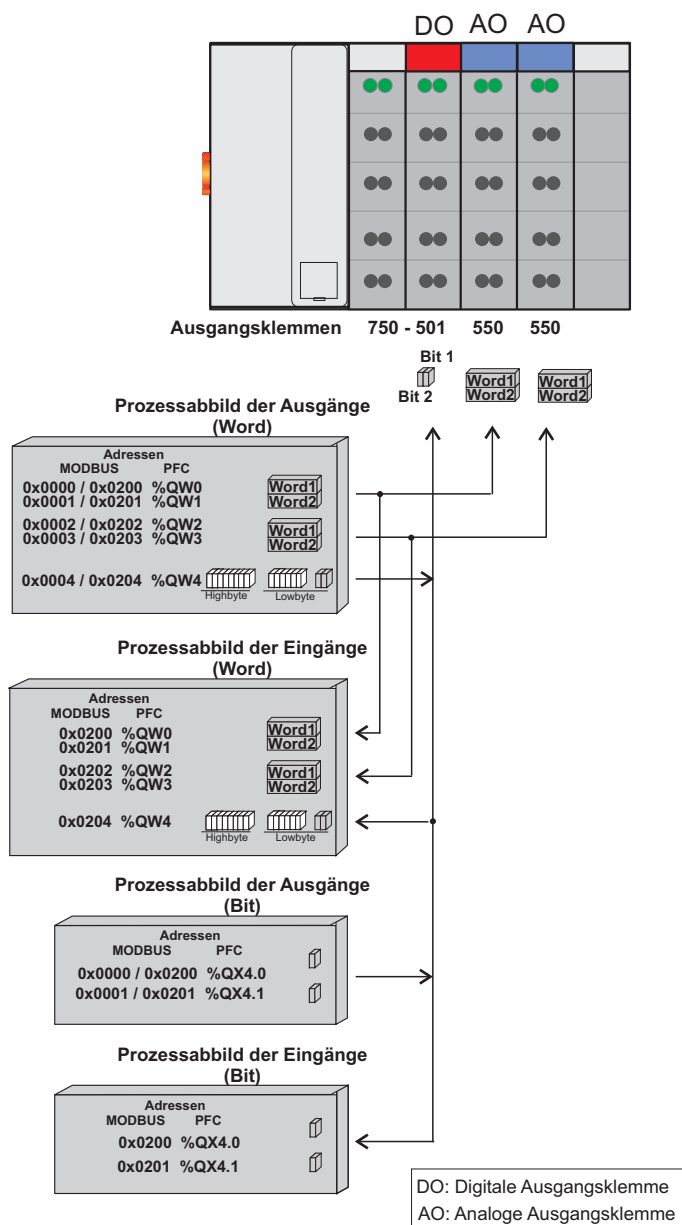 DO AO AO
Ausgangsklemmen 750 - 501 550 550
Bit 1
Bit 2
Word1 Word1
Word2 Word2
Prozessabbild der Ausgänge
(Word)
Adressen
MODBUS PFC
0x0000 / 0x0200 %QW0 Word1
0x0001 / 0x0201 %QW1 Word2
0x0002 / 0x0202 %QW2 Word1
0x0003 / 0x0203 %QW3 Word2
0x0004 / 0x0204 %QW4
Highbyte Lowbyte
Prozessabbild der Eingänge
(Word)
Adressen
MODBUS PFC
0x0200 %QW0 Word1
0x0201 %QW1 Word2
0x0202 %QW2 Word1
0x0203 %QW3 Word2
0x0204 %QW4
Highbyte Lowbyte
Prozessabbild der Ausgänge
(Bit)
Adressen
MODBUS PFC
0x0000 / 0x0200 %QX4.0
0x0001 / 0x0201 %QX4.1
Prozessabbild der Eingänge
(Bit)
Adressen
MODBUS PFC
0x0200 %QX4.0
0x0201 %QX4.1
DO: Digitale Ausgangsklemme
AO: Analoge Ausgangsklemme